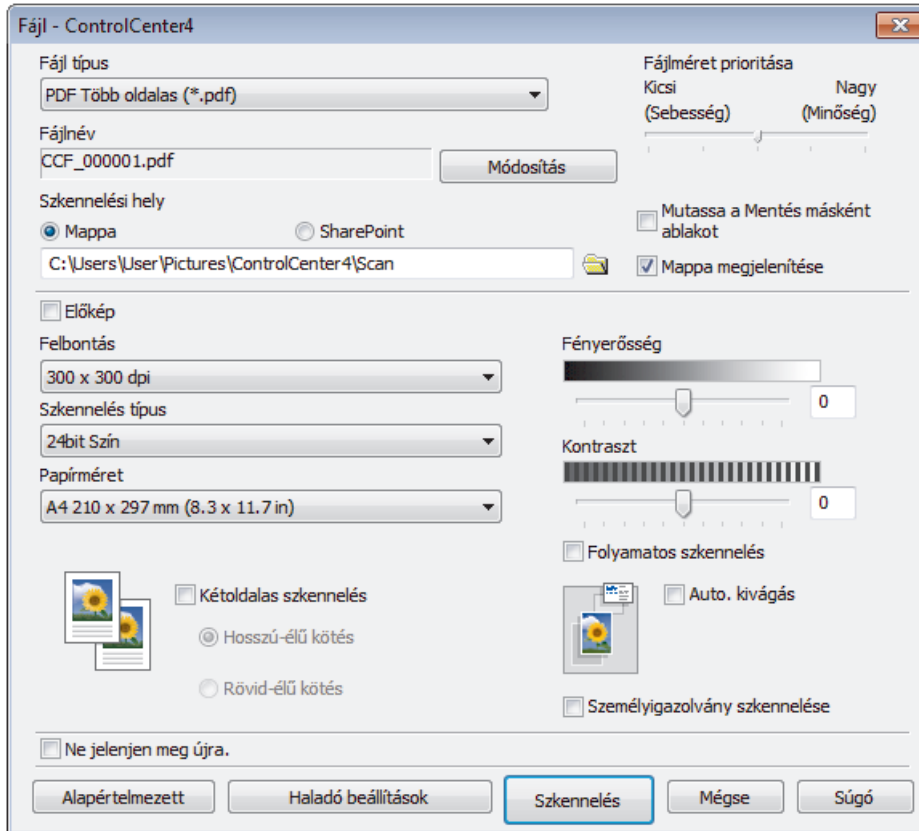 Fájl - ControlCenter4
Fájl típus
PDF Több oldalas (*.pdf)
Fájlméret prioritása
Kicsi Nagy
(Sebesség) (Minőség)
Fájlnév
CCF_000001.pdf
Módosítás
Szkennelési hely
Mappa SharePoint
C:\Users\User\Pictures\ControlCenter4\Scan
Mutassa a Mentés másként
ablakot
Mappa megjelenítése
Előkép
Felbontás
300 x 300 dpi
Szkennelés típus
24bit Szín
Papírméret
A4 210 x 297 mm (8.3 x 11.7 in)
Fényerősség
0
Kontraszt
0
Folyamatos szkennelés
Kétoldalas szkennelés
Hosszú-élű kötés
Rövid-élű kötés
Auto. kivágás
Személyigazolvány szkennelése
Ne jelenjen meg újra.
Alapértelmezett Haladó beállítások Szkennelés Mégse Súgó